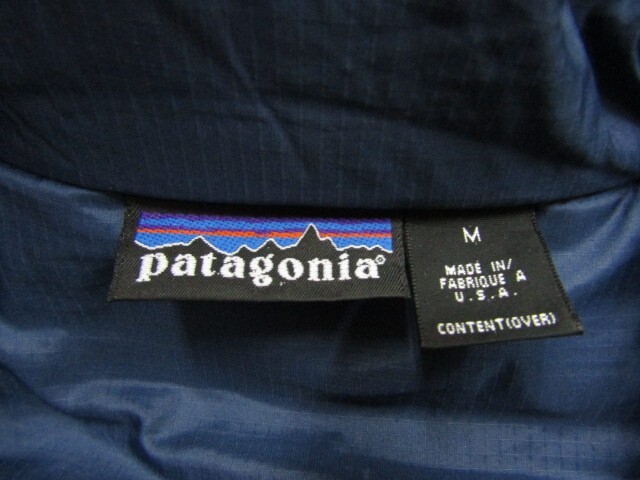 patagonia®
M
MADE IN/
FABRIQUE A
U.S.A.
CONTENT(OVER)